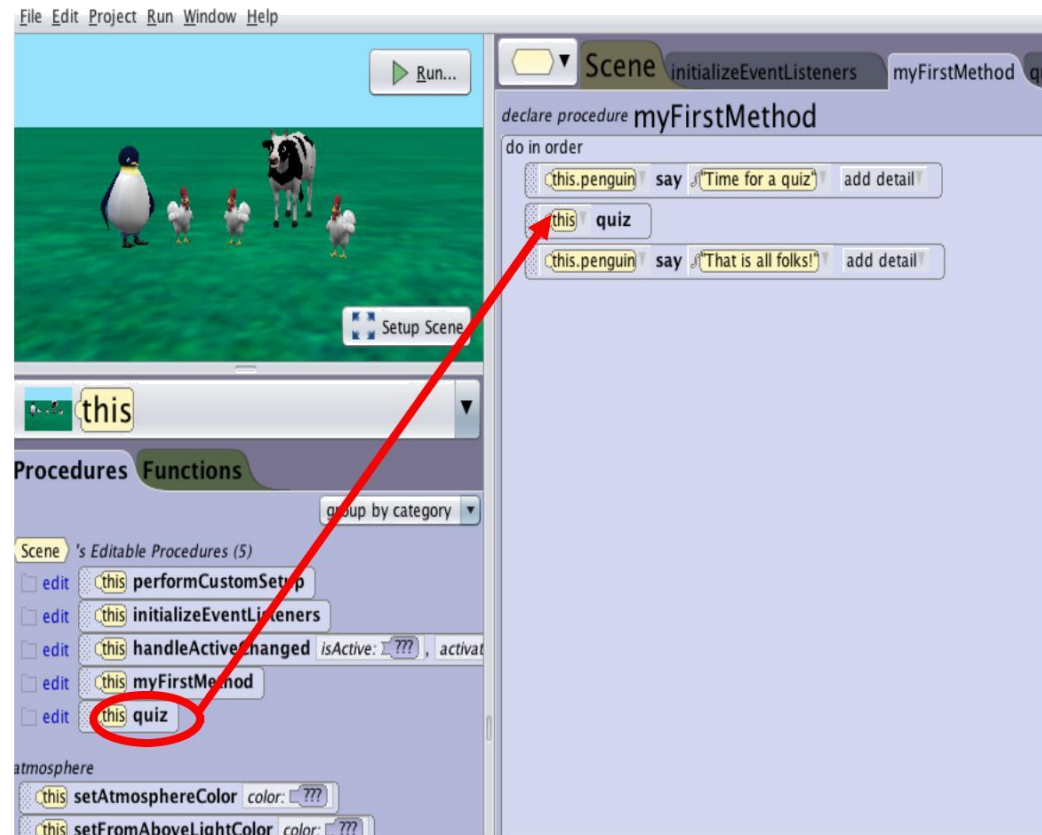 File Edit Project Run Window Help
Run...
Setup Scene
this
Procedures Functions
group by category
Scene 's Editable Procedures (5)
edit this performCustomSetup
edit this initializeEventListeners
edit this handleActiveChanged isActive: ??? , activat
edit this myFirstMethod
edit this quiz
atmosphere
this setAtmosphereColor color: ???
this setFromAboveLightColor color: ???
Scene initializeEventListeners myFirstMethod q
declare procedure myFirstMethod
do in order
this.penguin say "Time for a quiz" add detail
this quiz
this.penguin say "That is all folks!" add detail